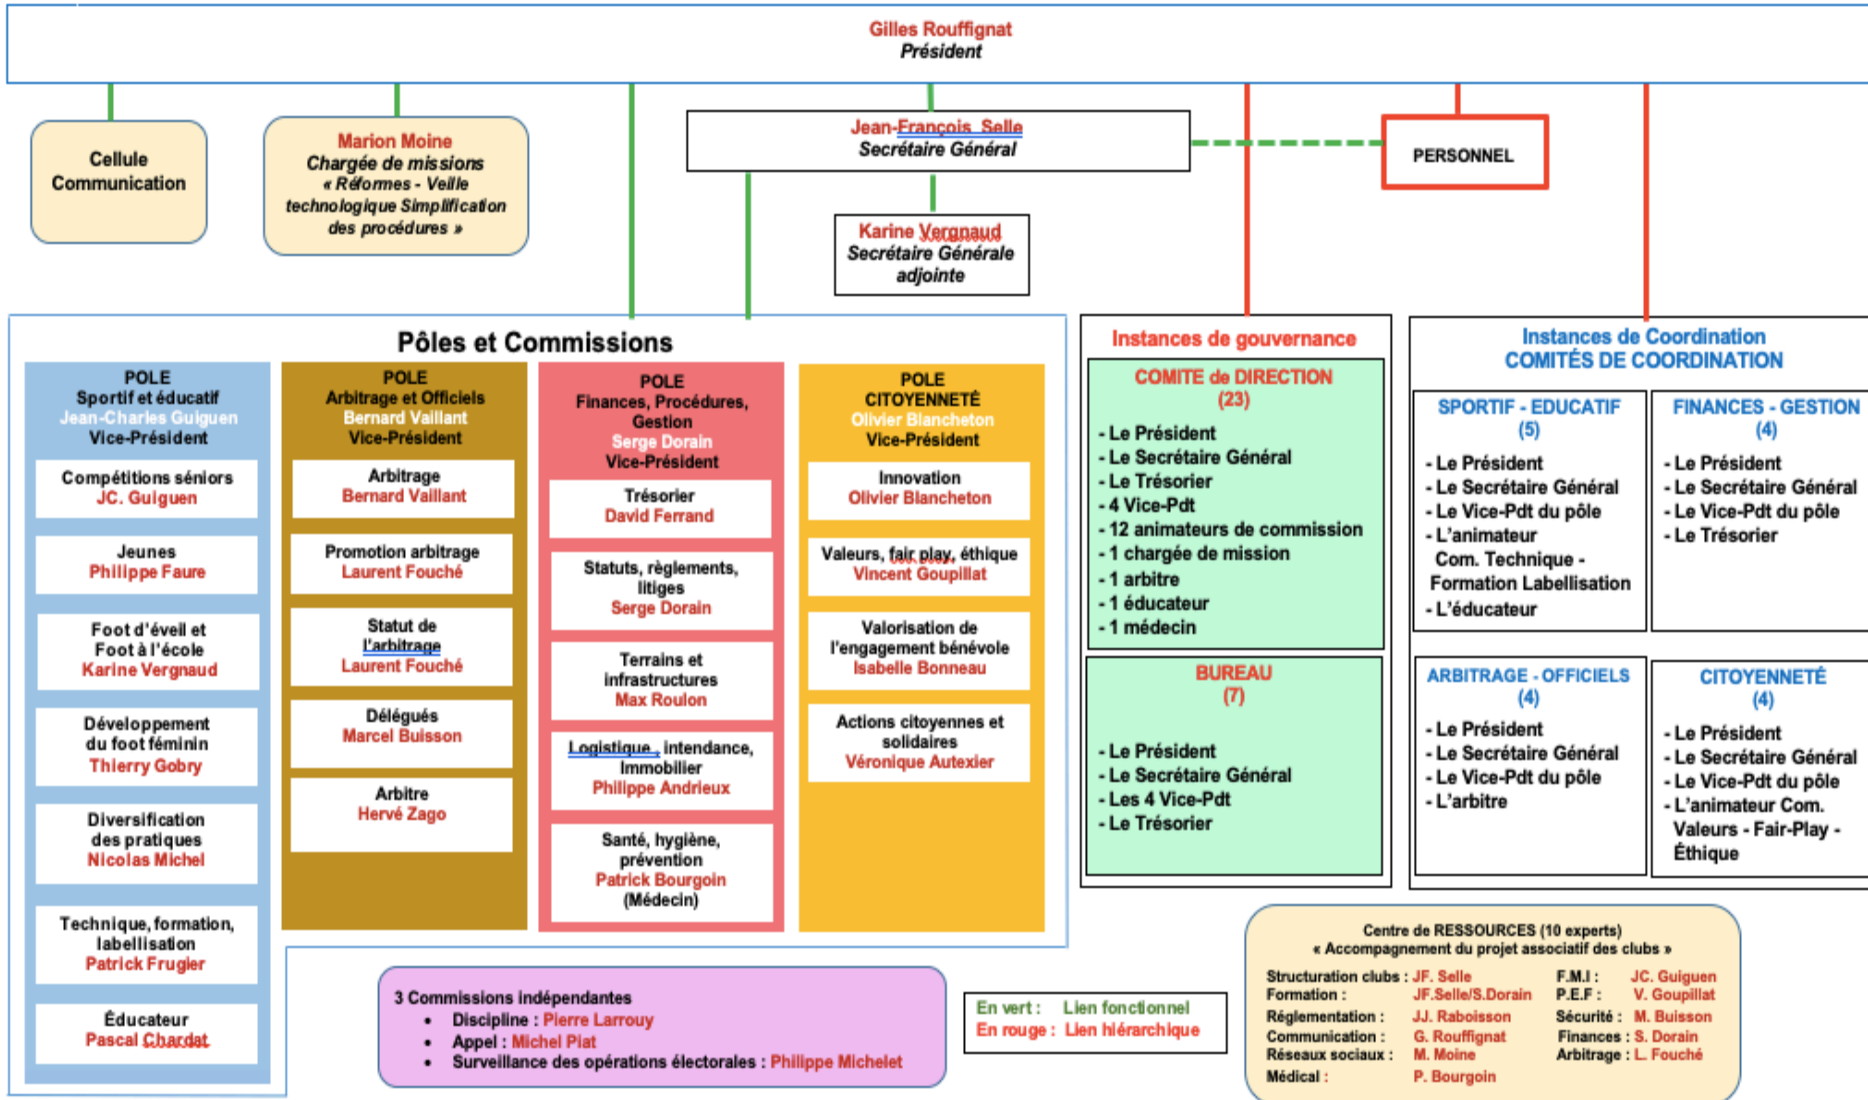 Gilles Rouffignat
Président
Cellule
Communication
Marion Moine
Chargée de missions
« Réformes - Veille
technologique Simplification
des procédures »
Jean-François Selle
Secrétaire Général
PERSONNEL
Karine Vergnaud
Secrétaire Générale
adjointe
Pôles et Commissions
POLE
Sportif et éducatif
Jean-Charles Guiguen
Vice-Président
Compétitions séniors
JC. Guiguen
Jeunes
Philippe Faure
Foot d'éveil et
Foot à l'école
Karine Vergnaud
Développement
du foot féminin
Thierry Gobry
Diversification
des pratiques
Nicolas Michel
Technique, formation,
labellisation
Patrick Frugier
Éducateur
Pascal Chardat
POLE
Arbitrage et Officiels
Bernard Vaillant
Vice-Président
Arbitrage
Bernard Vaillant
Promotion arbitrage
Laurent Fouché
Statut de
l'arbitrage
Laurent Fouché
Délégués
Marcel Buisson
Arbitre
Hervé Zago
POLE
Finances, Procédures,
Gestion
Serge Dorain
Vice-Président
Trésorier
David Ferrand
Statuts, règlements,
litiges
Serge Dorain
Terrains et
infrastructures
Max Roulon
Logistique , intendance,
Immobilier
Philippe Andrieux
Santé, hygiène,
prévention
Patrick Bourgoin
(Médecin)
POLE
CITOYENNETÉ
Olivier Blancheton
Vice-Président
Innovation
Olivier Blancheton
Valeurs, fair play, éthique
Vincent Goupillat
Valorisation de
l'engagement bénévole
Isabelle Bonneau
Actions citoyennes et
solidaires
Véronique Autexier
Instances de gouvernance
COMITE de DIRECTION
(23)
- Le Président
- Le Secrétaire Général
- Le Trésorier
- 4 Vice-Pdt
- 12 animateurs de commission
- 1 chargée de mission
- 1 arbitre
- 1 éducateur
- 1 médecin
BUREAU
(7)
- Le Président
- Le Secrétaire Général
- Les 4 Vice-Pdt
- Le Trésorier
Instances de Coordination
COMITÉS DE COORDINATION
SPORTIF - EDUCATIF
(5)
- Le Président
- Le Secrétaire Général
- Le Vice-Pdt du pôle
- L'animateur
Com. Technique -
Formation Labellisation
- L'éducateur
FINANCES - GESTION
(4)
- Le Président
- Le Secrétaire Général
- Le Vice-Pdt du pôle
- Le Trésorier
ARBITRAGE - OFFICIELS
(4)
- Le Président
- Le Secrétaire Général
- Le Vice-Pdt du pôle
- L'arbitre
CITOYENNETÉ
(4)
- Le Président
- Le Secrétaire Général
- Le Vice-Pdt du pôle
- L'animateur Com.
Valeurs - Fair-Play -
Éthique
3 Commissions indépendantes
• Discipline : Pierre Larrouy
• Appel : Michel Piat
• Surveillance des opérations électorales : Philippe Michelet
En vert : Lien fonctionnel
En rouge : Lien hiérarchique
Centre de RESSOURCES (10 experts)
« Accompagnement du projet associatif des clubs »
Structuration clubs : JF. Selle
Formation : JF.Selle/S.Dorain
Réglementation : JJ. Raboisson
Communication : G. Rouffignat
Réseaux sociaux : M. Moine
Médical : P. Bourgoin
F.M.I : JC. Guiguen
P.E.F : V. Goupillat
Sécurité : M. Buisson
Finances : S. Dorain
Arbitrage : L. Fouché